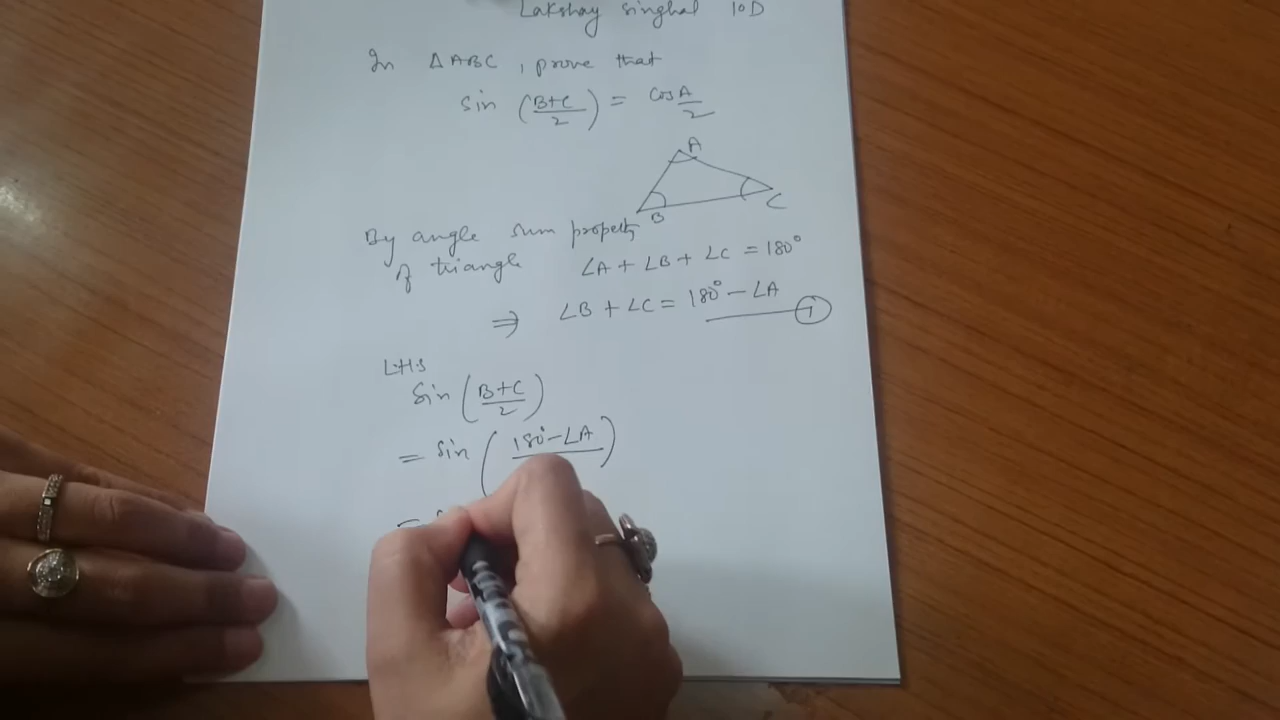 Lakshay Singhal 10D
In ΔABC, prove that
sin (B+C/2) = cos A/2
A
B
C
By angle sum property
of triangle ∠A + ∠B + ∠C = 180°
⇒ ∠B + ∠C = 180° - ∠A ①
LHS
Sin (B+C/2)
= Sin (180° - ∠A
=